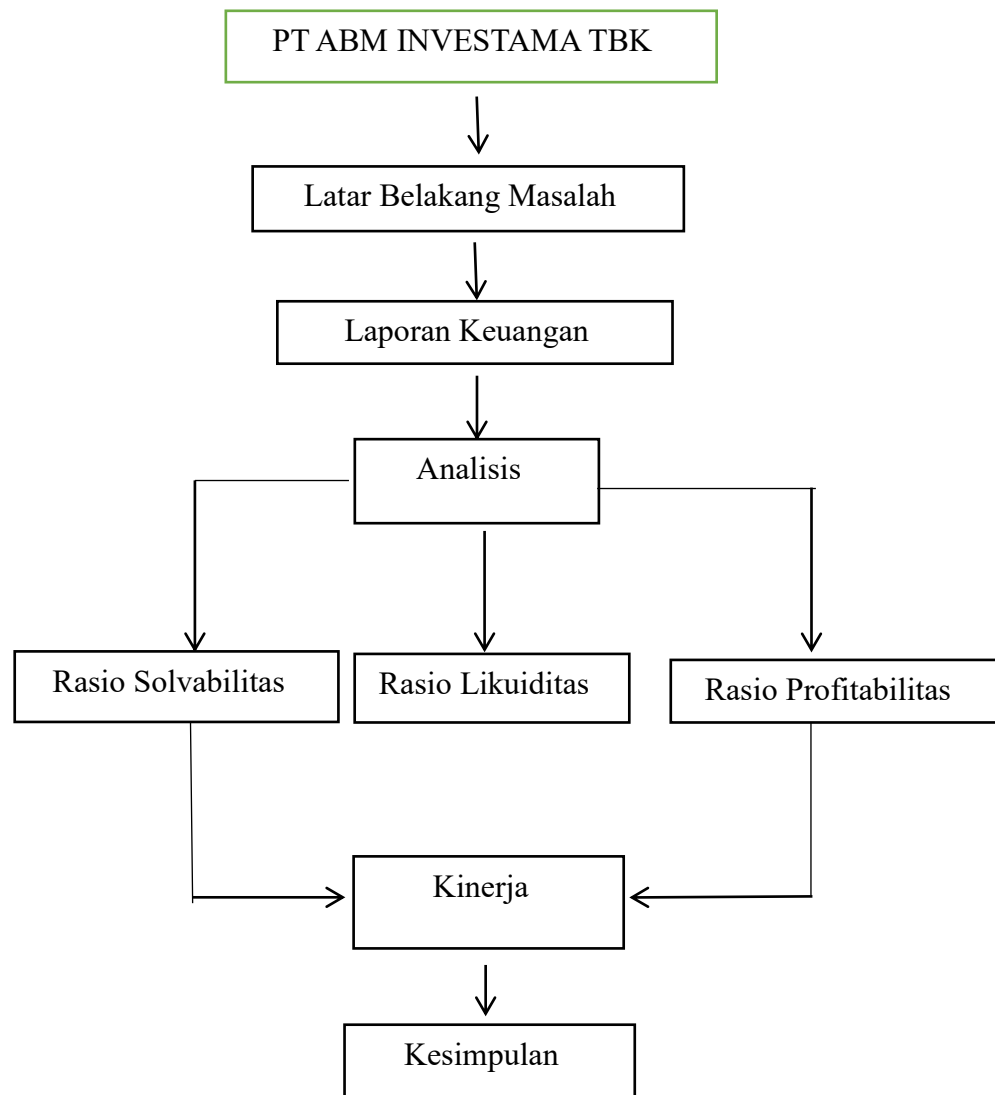 PT ABM INVESTAMA TBK
Latar Belakang Masalah
Laporan Keuangan
Analisis
Rasio Solvabilitas
Rasio Likuiditas
Rasio Profitabilitas
Kinerja
Kesimpulan